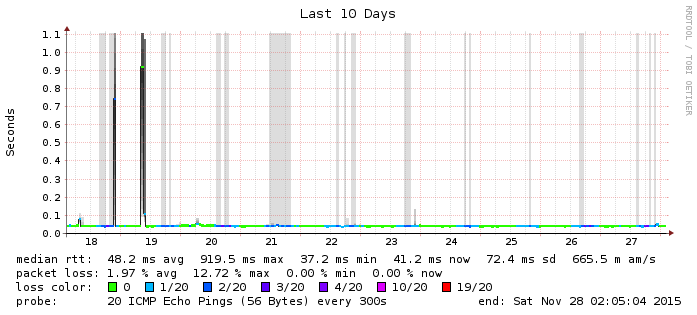 Last 10 Days
RRDTOOL / TOBI OETIKER
Seconds
1.1
1.0
0.9
0.8
0.7
0.6
0.5
0.4
0.3
0.2
0.1
0.0
18 19 20 21 22 23 24 25 26 27
median rtt: 48.2 ms avg 919.5 ms max 37.2 ms min 41.2 ms now 72.4 ms sd 665.5 m am/s
packet loss: 1.97 % avg 12.72 % max 0.00 % min 0.00 % now
loss color: 0 1/20 2/20 3/20 4/20 10/20 19/20
probe: 20 ICMP Echo Pings (56 Bytes) every 300s end: Sat Nov 28 02:05:04 2015